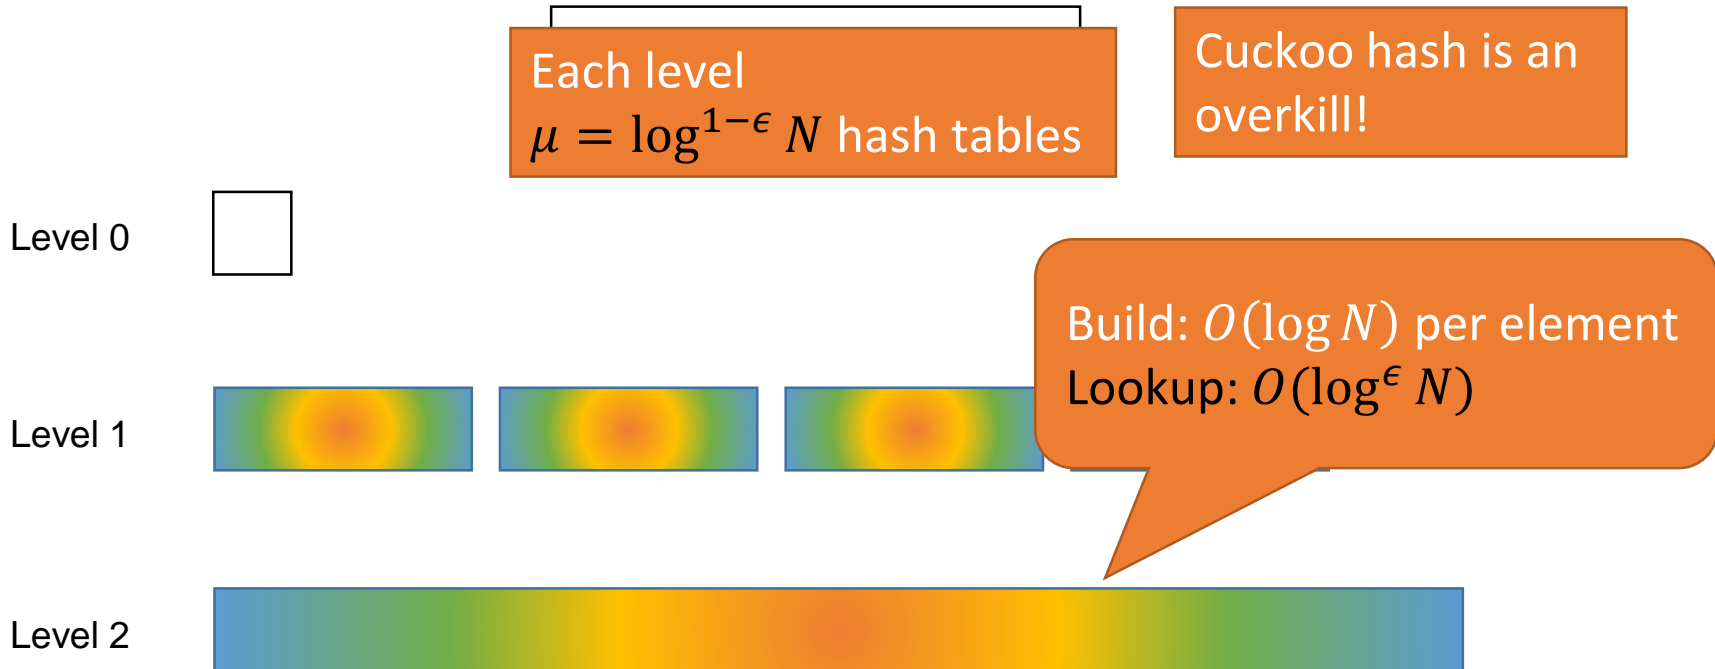 Each level
μ = log^{1−ϵ} N hash tables
Cuckoo hash is an
overkill!
Level 0
Build: O(log N) per element
Lookup: O(log^ϵ N)
Level 1
Level 2